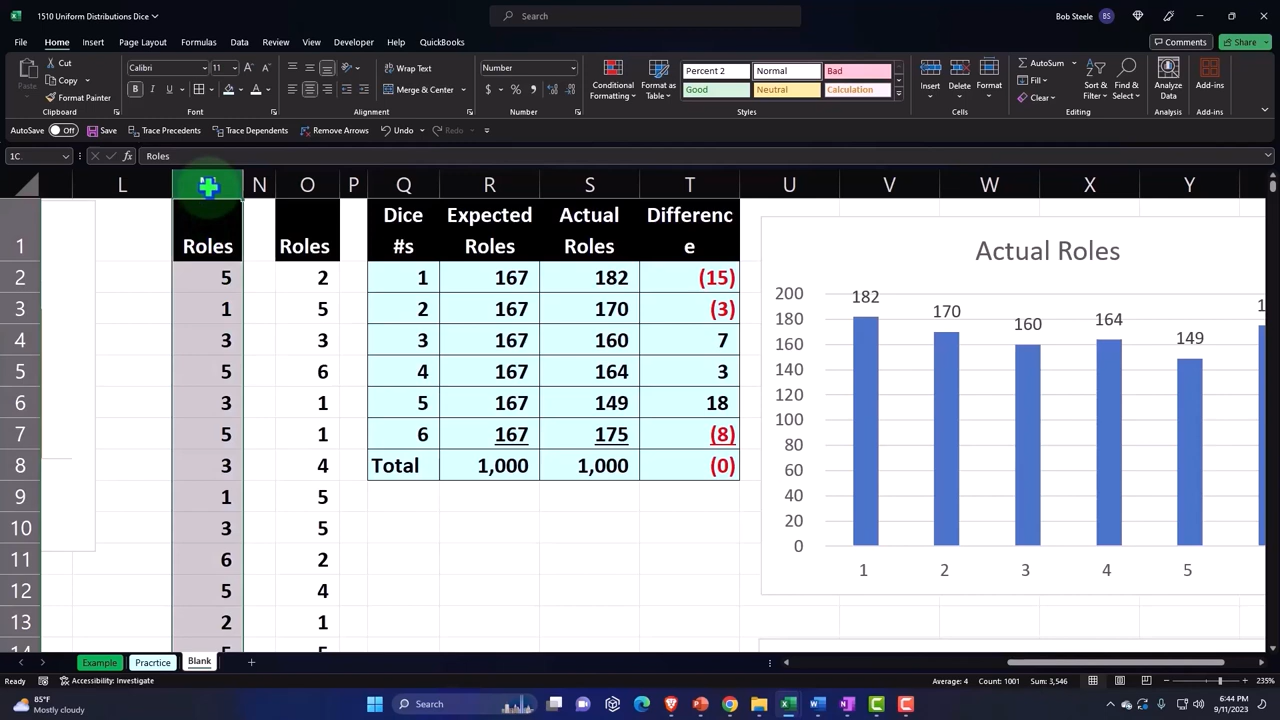 1510 Uniform Distributions Dice
Search
Bob Steele BS
File Home Insert Page Layout Formulas Data Review View Developer Help QuickBooks Comments Share
Cut Calibri 11 Wrap Text Number Percent 2 Normal Bad AutoSum
Copy Conditional Format as Good Neutral Calculation Insert Delete Format Fill Sort & Find & Analyze Add-ins
Paste Format Painter B I U Merge & Center $ % Formatting Table Clear Filter Select Data
Clipboard Font Alignment Number Styles Cells Editing Analysis Add-ins
AutoSave Off Save Trace Precedents Trace Dependents Remove Arrows Undo Redo
1C fx Roles
L N O P Q R S T U V W X Y
1 Roles Roles Dice #s Expected Roles Actual Roles Differenc e
2 5 2 1 167 182 (15)
3 1 5 2 167 170 (3)
4 3 3 3 167 160 7
5 5 6 4 167 164 3
6 3 1 5 167 149 18
7 5 1 6 167 175 (8)
8 3 4 Total 1,000 1,000 (0)
9 1 5
10 3 5
11 6 2
12 5 4
13 2 1
14 5 5
Actual Roles
200
180
160
140
120
100
80
60
40
20
0
182 170 160 164 149 1
1 2 3 4 5
Example Pracrtice Blank
Ready Accessibility: Investigate Average: 4 Count: 1001 Sum: 3,546 235%
85°F
Mostly cloudy
Search
6:44 PM
9/11/2023